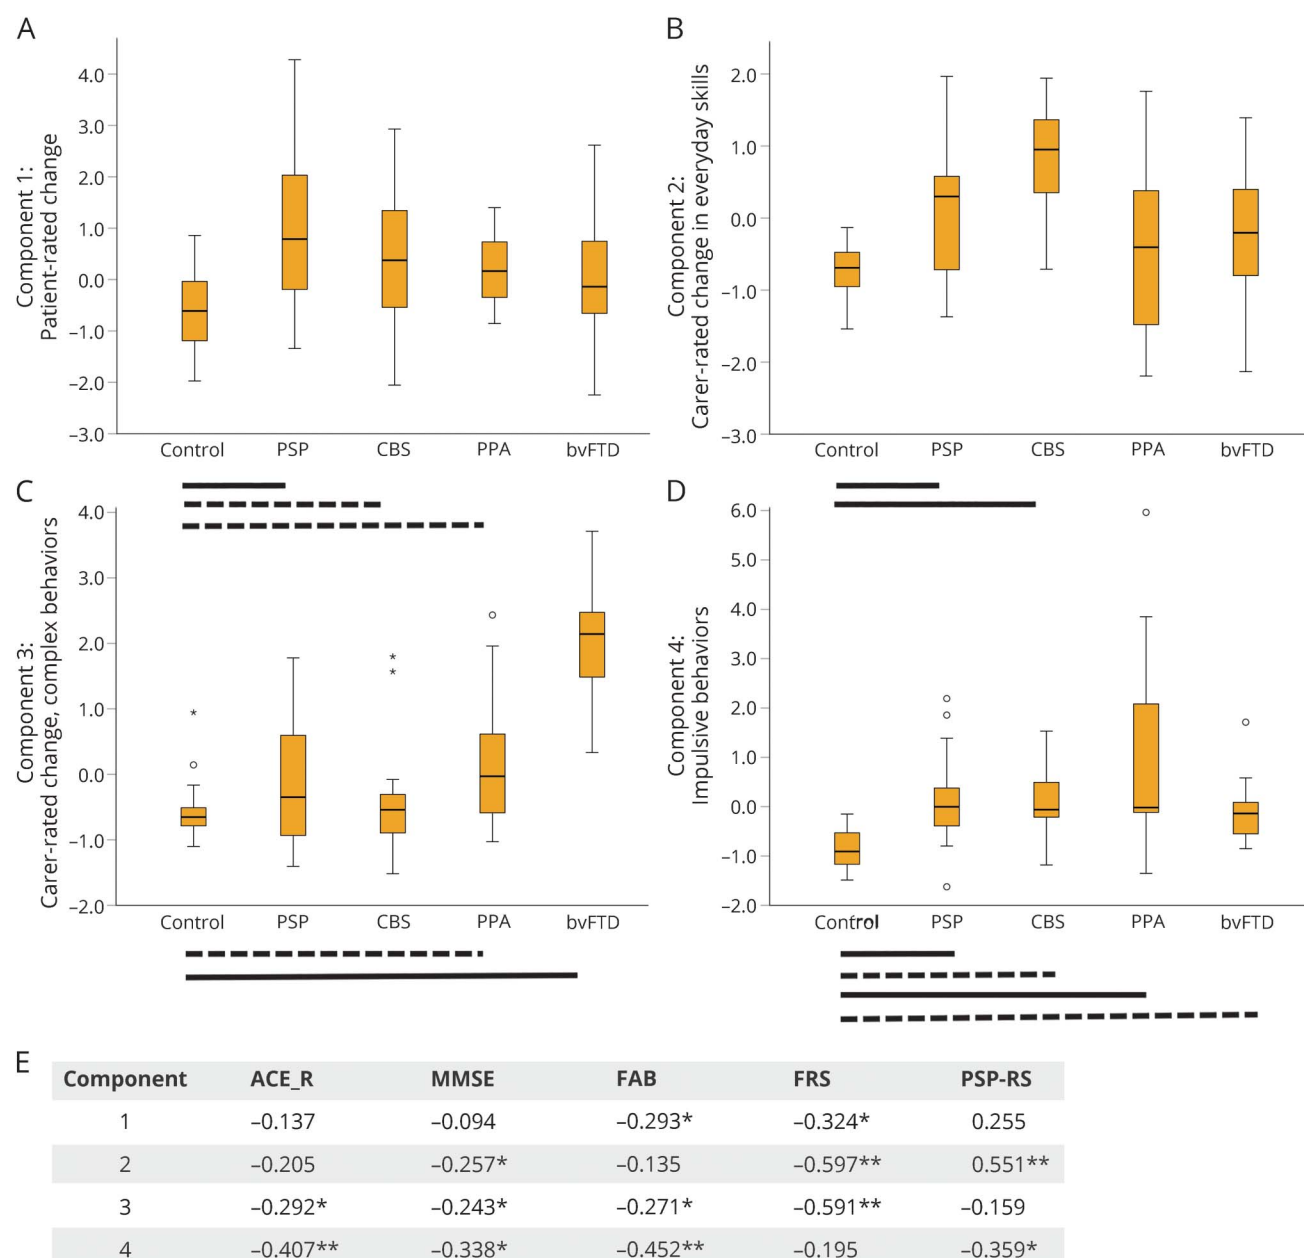 A
Component 1:
Patient-rated change
4.0
3.0
2.0
1.0
0.0
–1.0
–2.0
–3.0
Control PSP CBS PPA bvFTD
B
Component 2:
Carer-rated change in everyday skills
2.0
1.0
0.0
–1.0
–2.0
–3.0
Control PSP CBS PPA bvFTD
C
Component 3:
Carer-rated change, complex behaviors
4.0
3.0
2.0
1.0
0.0
–1.0
–2.0
Control PSP CBS PPA bvFTD
D
Component 4:
Impulsive behaviors
6.0
5.0
4.0
3.0
2.0
1.0
0.0
–1.0
–2.0
Control PSP CBS PPA bvFTD
E
Component ACE_R MMSE FAB FRS PSP-RS
1 –0.137 –0.094 –0.293* –0.324* 0.255
2 –0.205 –0.257* –0.135 –0.597** 0.551**
3 –0.292* –0.243* –0.271* –0.591** –0.159
4 –0.407** –0.338* –0.452** –0.195 –0.359*